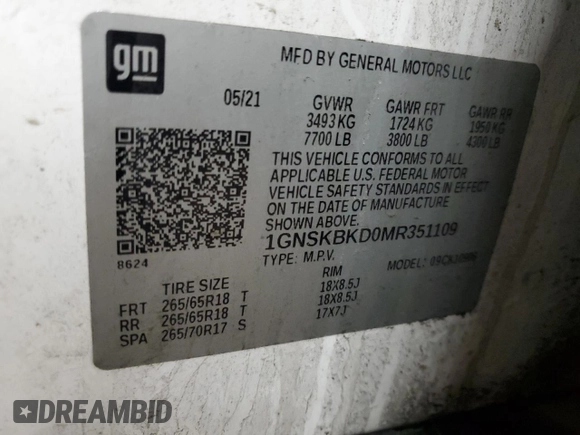 gm
MFD BY GENERAL MOTORS LLC
05/21 GVWR GAWR FRT GAWR RR
3493 KG 1724 KG 1950 KG
7700 LB 3800 LB 4300 LB
THIS VEHICLE CONFORMS TO ALL
APPLICABLE U.S. FEDERAL MOTOR
VEHICLE SAFETY STANDARDS IN EFFECT
ON THE DATE OF MANUFACTURE
SHOWN ABOVE.
1GNSKBKD0MR351109
8624
TYPE: M.P.V. MODEL:
TIRE SIZE RIM
FRT 265/65R18 T 18X8.5J
RR 265/65R18 T 18X8.5J
SPA 265/70R17 S 17X7J
DREAMBID